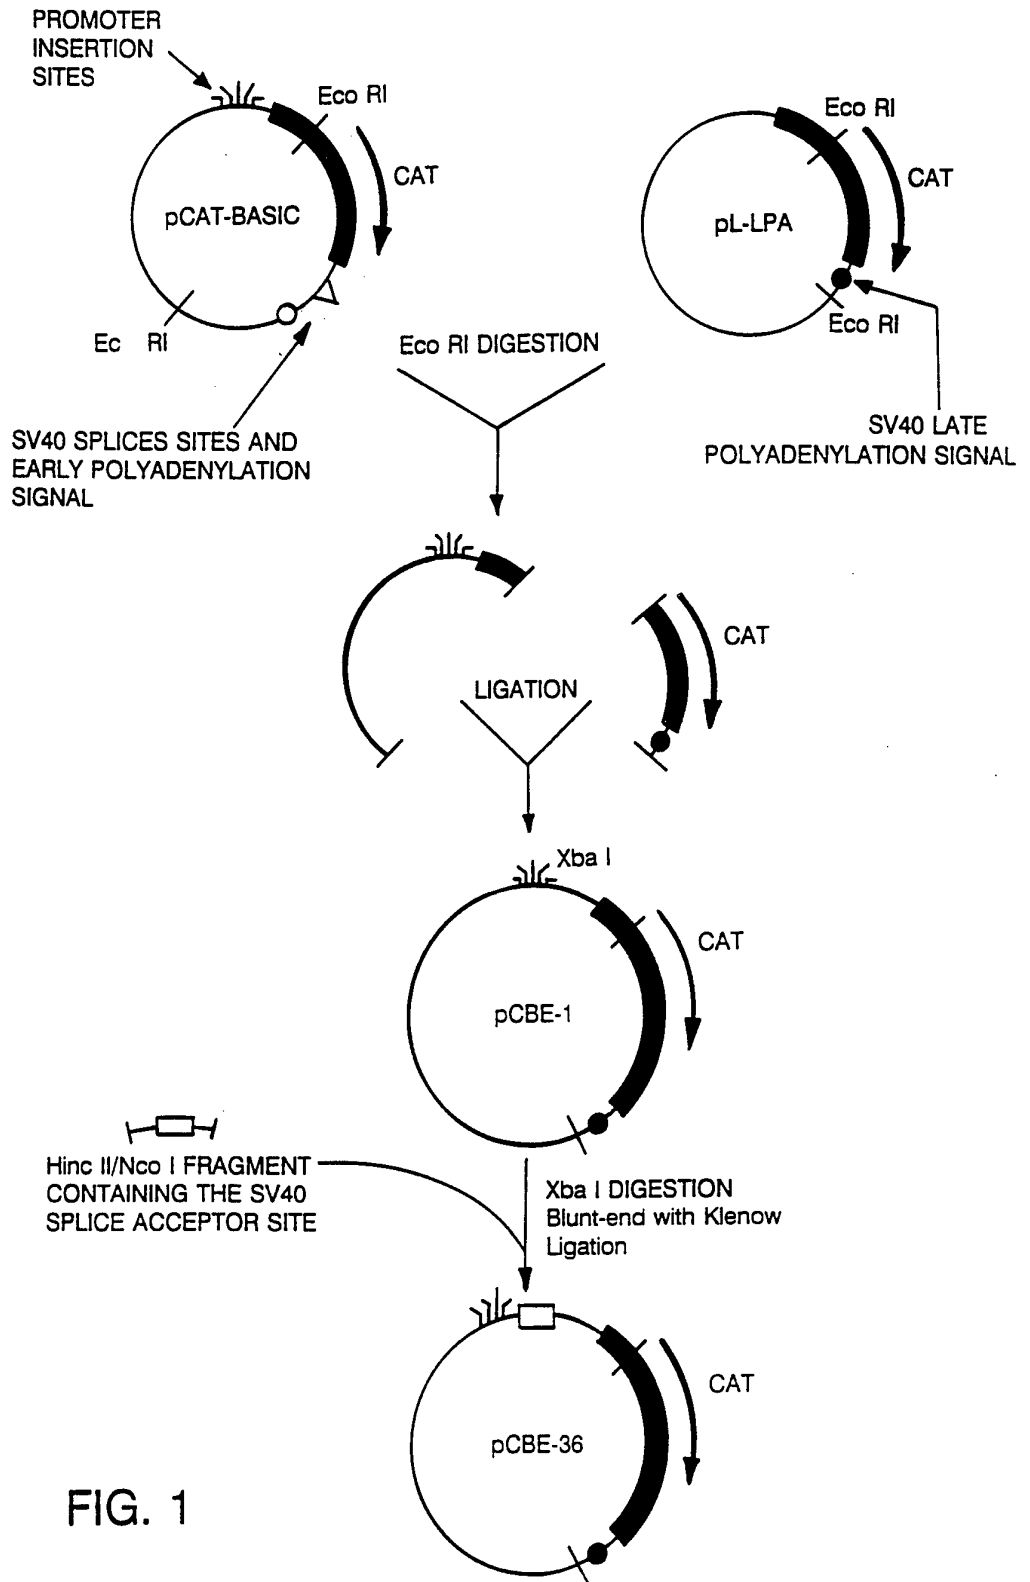 PROMOTER
INSERTION
SITES
Eco RI
CAT
pCAT-BASIC
Ec RI
SV40 SPLICES SITES AND
EARLY POLYADENYLATION
SIGNAL
Eco RI
CAT
pL-LPA
Eco RI
SV40 LATE
POLYADENYLATION SIGNAL
Eco RI DIGESTION
CAT
LIGATION
Xba I
CAT
pCBE-1
Hinc II/Nco I FRAGMENT
CONTAINING THE SV40
SPLICE ACCEPTOR SITE
Xba I DIGESTION
Blunt-end with Klenow
Ligation
CAT
pCBE-36
FIG. 1